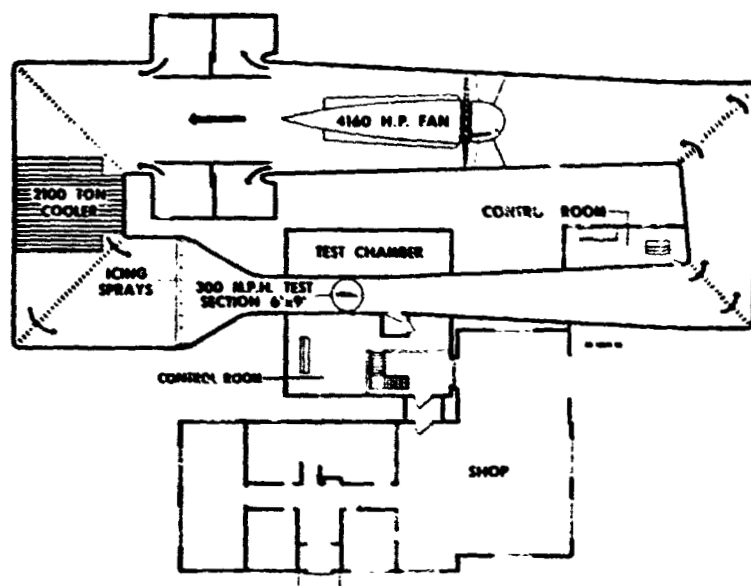 4160 H.P. FAN
2100 TON
COOLER
CONTROL ROOM
TEST CHAMBER
ICING
SPRAYS
300 M.P.H. TEST
SECTION 6'x9'
CONTROL ROOM
SHOP